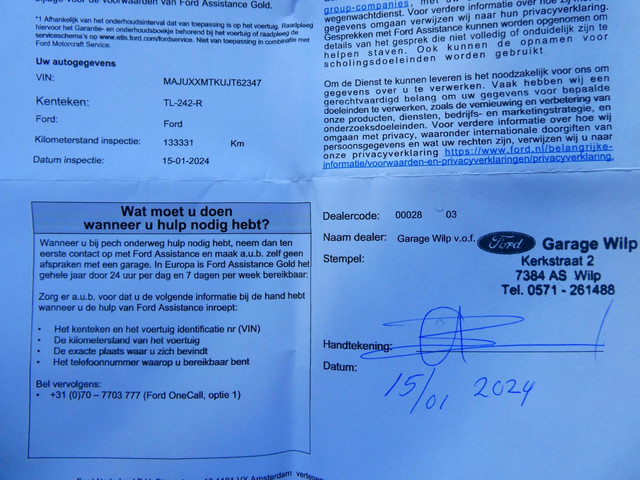 bijlage voor de voorwaarden van Ford Assistance Gold.
*1 Afhankelijk van het onderhoudsinterval dat van toepassing is op het voertuig. Raadpleeg
hiervoor het Garantie- en onderhoudsboekje behorend bij het voertuig of raadpleeg de
serviceschema's op www.etis.ford.com/fordservice. Niet van toepassing in combinatie met
Ford Motorcraft Service.
Uw autogegevens
VIN: MAJUXXMTKUJT62347
Kenteken: TL-242-R
Ford: Ford
Kilometerstand inspectie: 133331 Km
Datum inspectie: 15-01-2024
group-companies, met uw
wegenwachtdienst. Voor verdere informatie over hoe zij
gegevens omgaan verwijzen wij naar hun privacyverklaring.
Gesprekken met Ford Assistance kunnen worden opgenomen om
details van het gesprek die niet volledig of onduidelijk zijn te
helpen staven. Ook kunnen de opnamen voor
scholingsdoeleinden worden gebruikt
Om de Dienst te kunnen leveren is het noodzakelijk voor ons om
gegevens over u te verwerken. Vaak hebben wij een
gerechtvaardigd belang om uw gegevens voor bepaalde
doeleinden te verwerken, zoals de vernieuwing en verbetering van
onze producten, diensten, bedrijfs- en marketingstrategie, en
onderzoeksdoeleinden. Voor verdere informatie over hoe wij
omgaan met privacy, waaronder internationale doorgiften van
persoonsgegevens en wat uw rechten zijn, verwijzen wij u naar
onze privacyverklaring https://www.ford.nl/belangrijke-
informatie/voorwaarden-en-privacyverklaringen/privacyverklaring.
Wat moet u doen
wanneer u hulp nodig hebt?
Wanneer u bij pech onderweg hulp nodig hebt, neem dan ten
eerste contact op met Ford Assistance en maak a.u.b. zelf geen
afspraken met een garage. In Europa is Ford Assistance Gold het
gehele jaar door 24 uur per dag en 7 dagen per week bereikbaar:
Zorg er a.u.b. voor dat u de volgende informatie bij de hand hebt
wanneer u de hulp van Ford Assistance inroept:
• Het kenteken en het voertuig identificatie nr (VIN)
• De kilometerstand van het voertuig
• De exacte plaats waar u zich bevindt
• Het telefoonnummer waarop u bereikbaar bent
Bel vervolgens:
• +31 (0)70 – 7703 777 (Ford OneCall, optie 1)
Dealercode: 00028 03
Naam dealer: Garage Wilp v.o.f.
Stempel:
Ford Garage Wilp
Kerkstraat 2
7384 AS Wilp
Tel. 0571 - 261488
Handtekening:
Datum:
15/01 2024